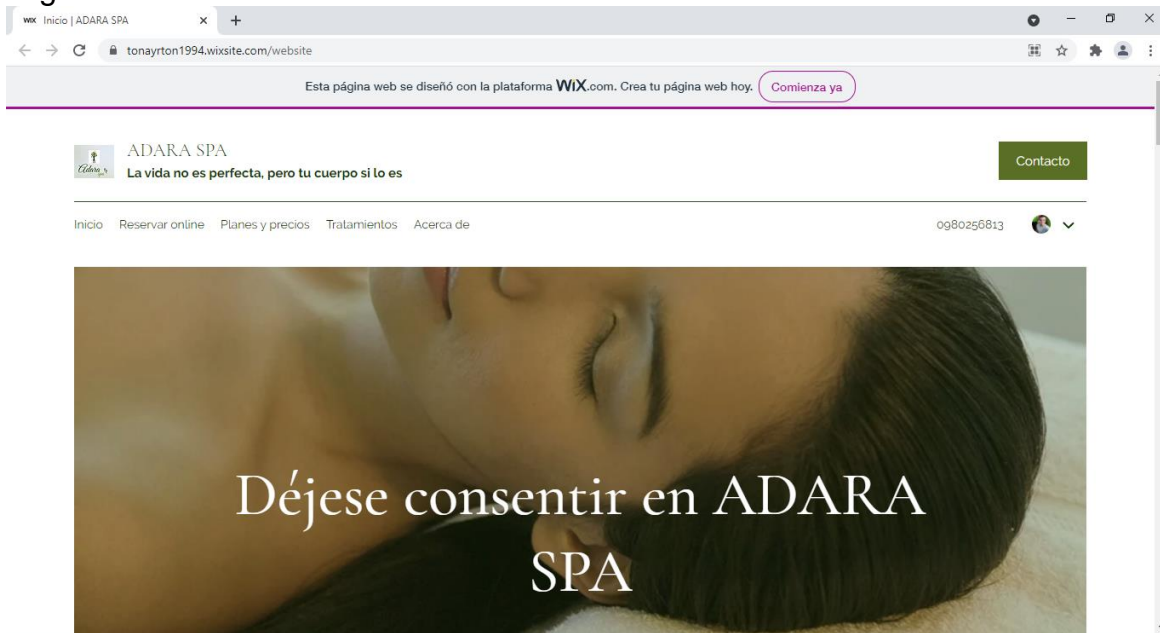 WiX Inicio | ADARA SPA
tonayrton1994.wixsite.com/website
Esta página web se diseñó con la plataforma WiX.com. Crea tu página web hoy. Comienza ya
ADARA SPA
La vida no es perfecta, pero tu cuerpo si lo es
Contacto
Adara
Inicio Reservar online Planes y precios Tratamientos Acerca de 0980256813
Déjese consentir en ADARA
SPA